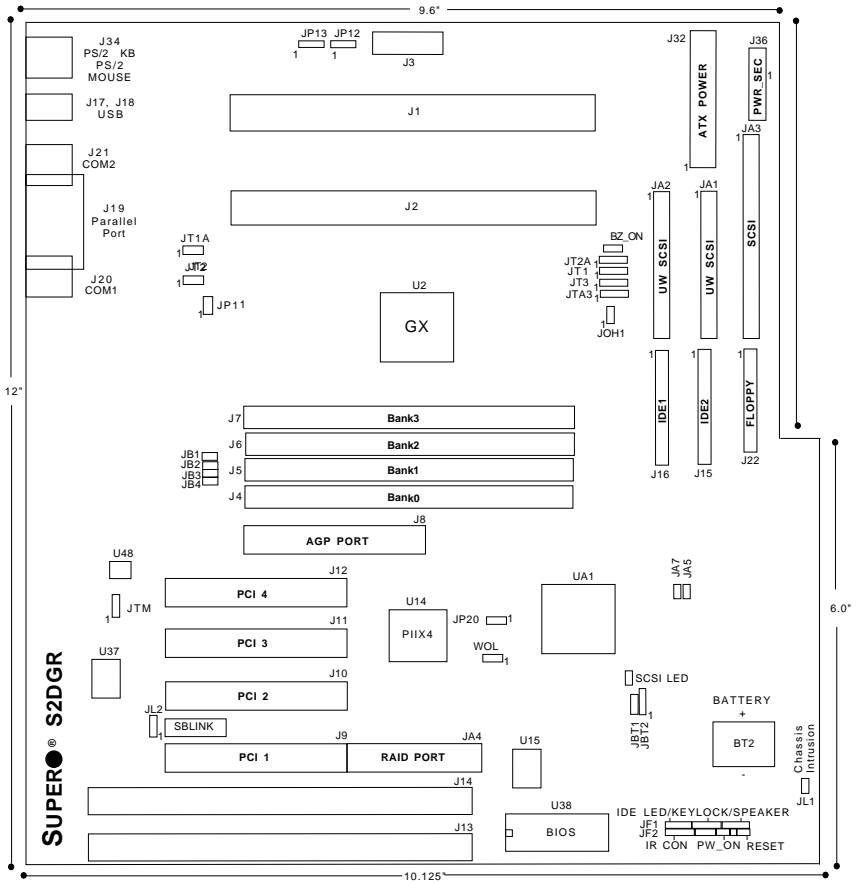 9.6"
J34
PS/2 KB
PS/2
MOUSE
J17, J18
USB
J21
COM2
J19
Parallel
Port
J20
COM1
JP13
JP12
1
1
J3
J32
1
ATX POWER
J36
PWR_SEC
1
J1
J2
JA3
1
SCSI
JA2
1
UW SCSI
JA1
1
UW SCSI
JT1A
1
JT2
1
JP11
1
BZ_ON
JT2A
1
JT1
1
JT3
1
JTA3
1
JOH1
1
U2
GX
12"
1
IDE1
J16
1
IDE2
J15
1
FLOPPY
J22
J7
Bank3
J6
Bank2
J5
Bank1
J4
Bank0
JB1
JB2
JB3
JB4
J8
AGP PORT
U48
JTM
1
U37
J12
PCI 4
J11
PCI 3
J10
PCI 2
JL2
1
SBLINK
J9
PCI 1
JA4
RAID PORT
U14
PIIX4
JP20
1
WOL
1
UA1
JA7
JA5
6.0"
SCSI LED
JBT1
JBT2
1
BATTERY
+
BT2
-
Chassis
Intrusion
JL1
U15
U38
BIOS
J14
J13
IDE LED/KEYLOCK/SPEAKER
JF1
JF2
IR CON PW_ON RESET
SUPER® S2DGR
10.125"